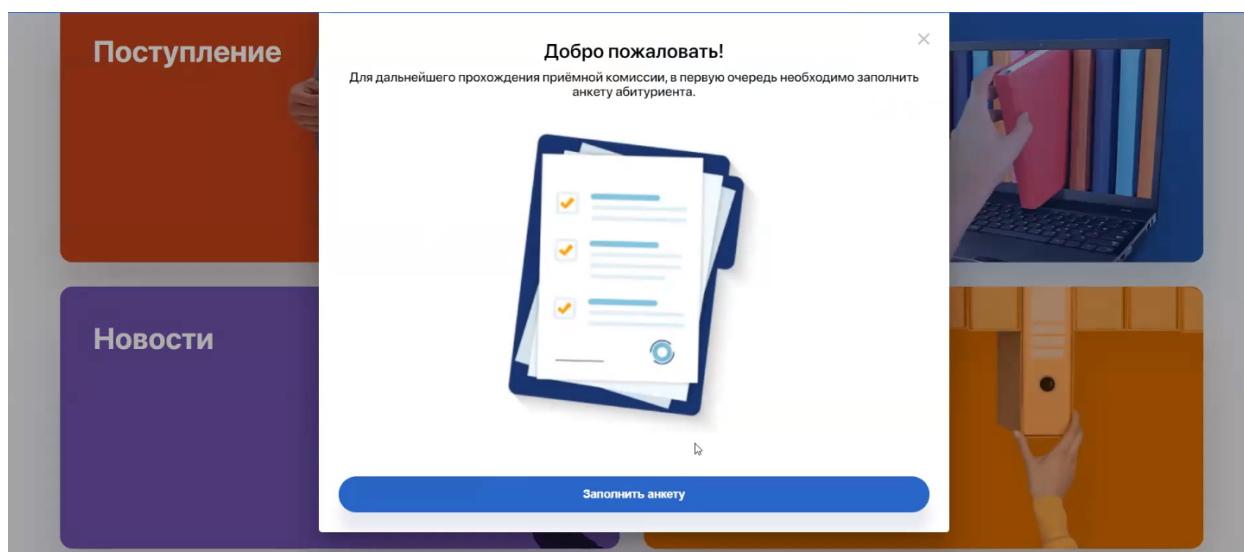 Поступление
Добро пожаловать!
Для дальнейшего прохождения приёмной комиссии, в первую очередь необходимо заполнить
анкету абитуриента.
Новости
Заполнить анкету